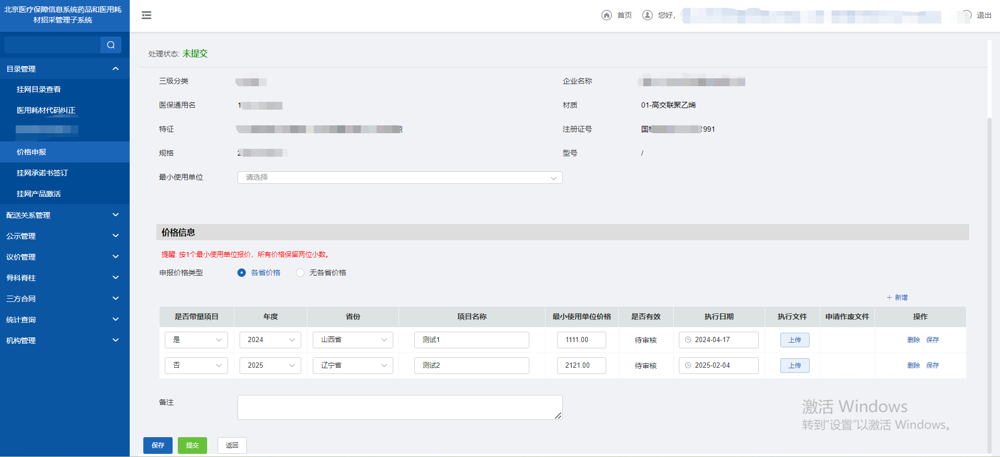 北京医疗保障信息系统药品和医用耗
材招采管理子系统
首页 您好, 退出
目录管理
挂网目录查看
医用耗材代码纠正
价格申报
挂网承诺书签订
挂网产品激活
配送关系管理
公示管理
议价管理
骨科脊柱
三方合同
统计查询
机构管理
处理状态: 未提交
三级分类
企业名称
医保通用名 1
材质 01-高交联聚乙烯
特征 型
注册证号 国 991
规格
型号 /
最小使用单位 请选择
价格信息
提醒: 按1个最小使用单位报价，所有价格保留两位小数。
申报价格类型 各省价格 无各省价格
+ 新增
是否带量项目 年度 省份 项目名称 最小使用单位价格 是否有效 执行日期 执行文件 申请作废文件 操作
是 2024 山西省 测试1 1111.00 待审核 2024-04-17 上传 删除 保存
否 2025 辽宁省 测试2 2121.00 待审核 2025-02-04 上传 删除 保存
备注
保存 提交 返回
激活 Windows
转到“设置”以激活 Windows。